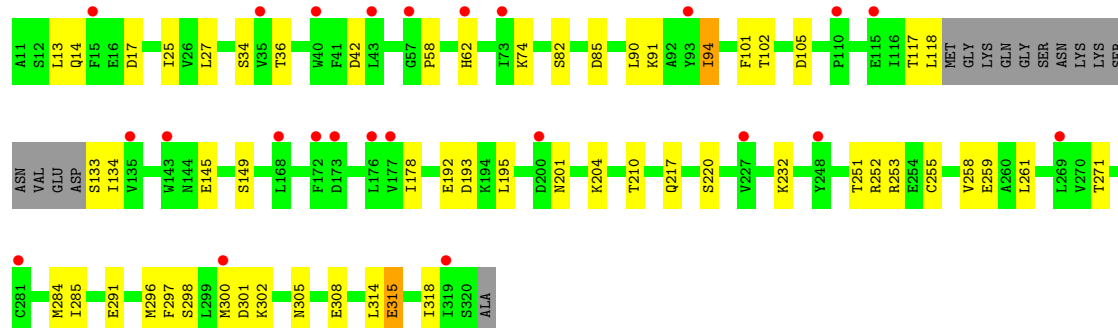 A11 S12 L13 Q14 F15 E16 D17 I25 V26 L27 S34 V35 T36 W40 F41 D42 L43 G57 P58 H62 I73 K74 S82 D85 L90 K91 A92 Y93 I94 F101 T102 D105 P110 E115 I116 T117 L118 MET GLY LYS GLN GLY SER ASN LYS LYS SER
ASN VAL GLU ASP S133 I134 V135 W143 N144 E145 S149 L168 F172 D173 L176 V177 I178 E192 D193 K194 L195 D200 N201 K204 T210 Q217 S220 V227 K232 Y248 T251 R252 R253 E254 C255 V258 E259 A260 L261 L269 V270 T271
C281 M284 I285 E291 M296 F297 S298 L299 M300 D301 K302 N305 E308 L314 E315 I318 I319 S320 ALA